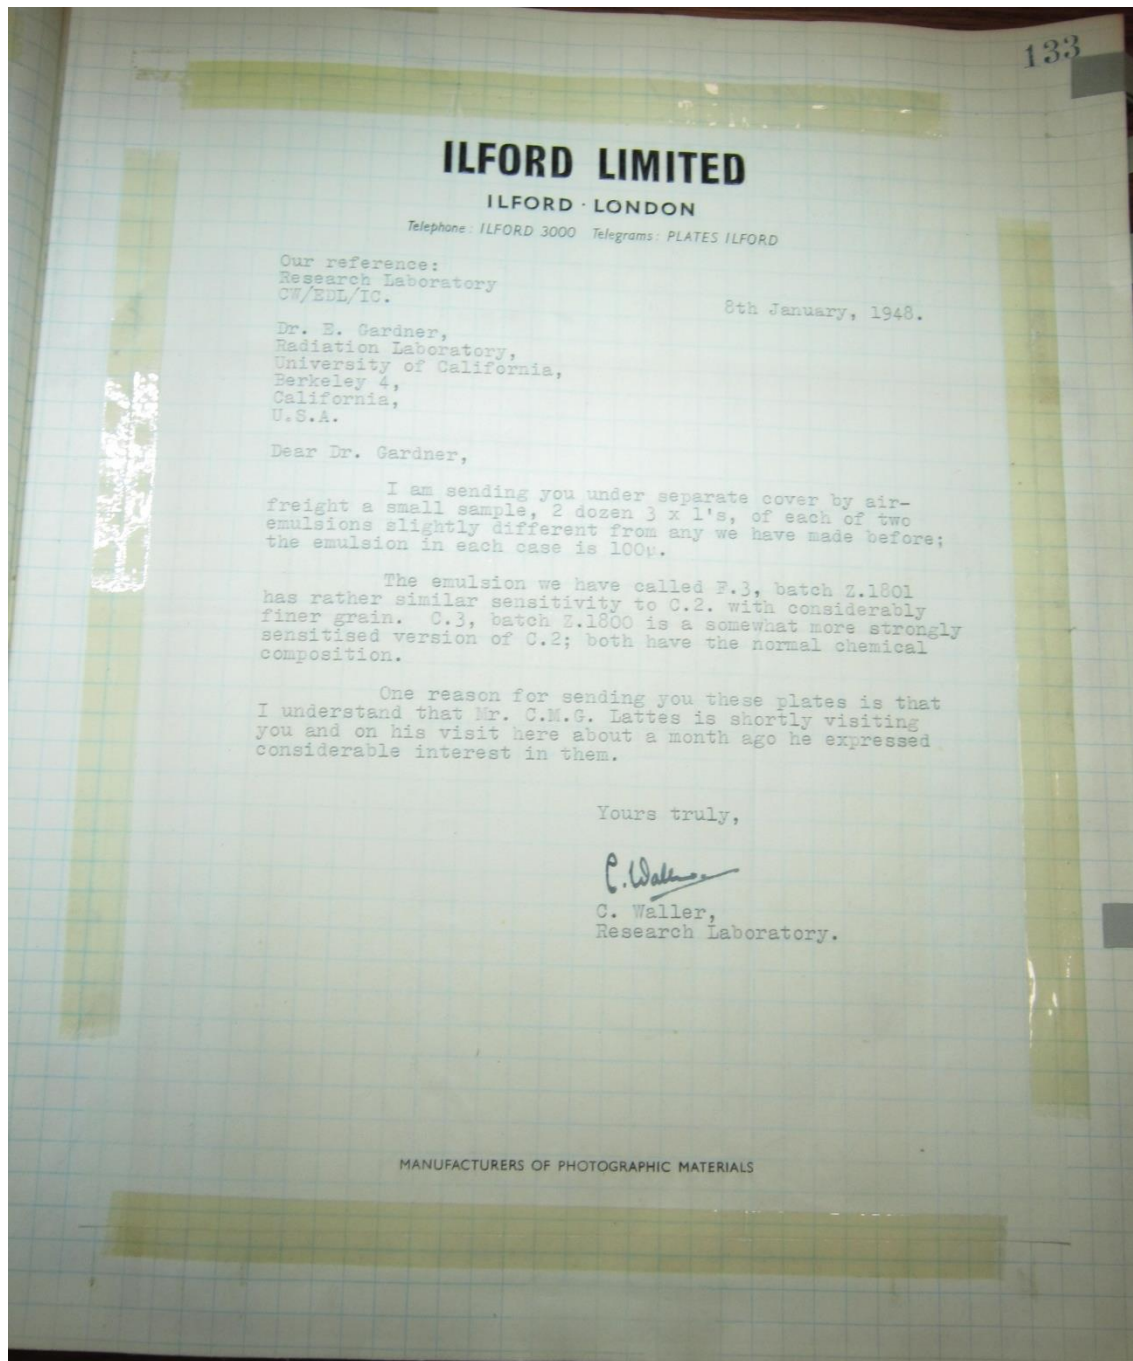 133
ILFORD LIMITED
ILFORD · LONDON
Telephone: ILFORD 3000 Telegrams: PLATES ILFORD
Our reference:
Research Laboratory
CW/EDL/IC.
8th January, 1948.
Dr. E. Gardner,
Radiation Laboratory,
University of California,
Berkeley 4,
California,
U.S.A.
Dear Dr. Gardner,
I am sending you under separate cover by air-
freight a small sample, 2 dozen 3 x 1's, of each of two
emulsions slightly different from any we have made before;
the emulsion in each case is 100µ.
The emulsion we have called F.3, batch Z.1801
has rather similar sensitivity to C.2. with considerably
finer grain. C.3, batch Z.1800 is a somewhat more strongly
sensitised version of C.2; both have the normal chemical
composition.
One reason for sending you these plates is that
I understand that Mr. C.M.G. Lattes is shortly visiting
you and on his visit here about a month ago he expressed
considerable interest in them.
Yours truly,
C. Waller
C. Waller,
Research Laboratory.
MANUFACTURERS OF PHOTOGRAPHIC MATERIALS